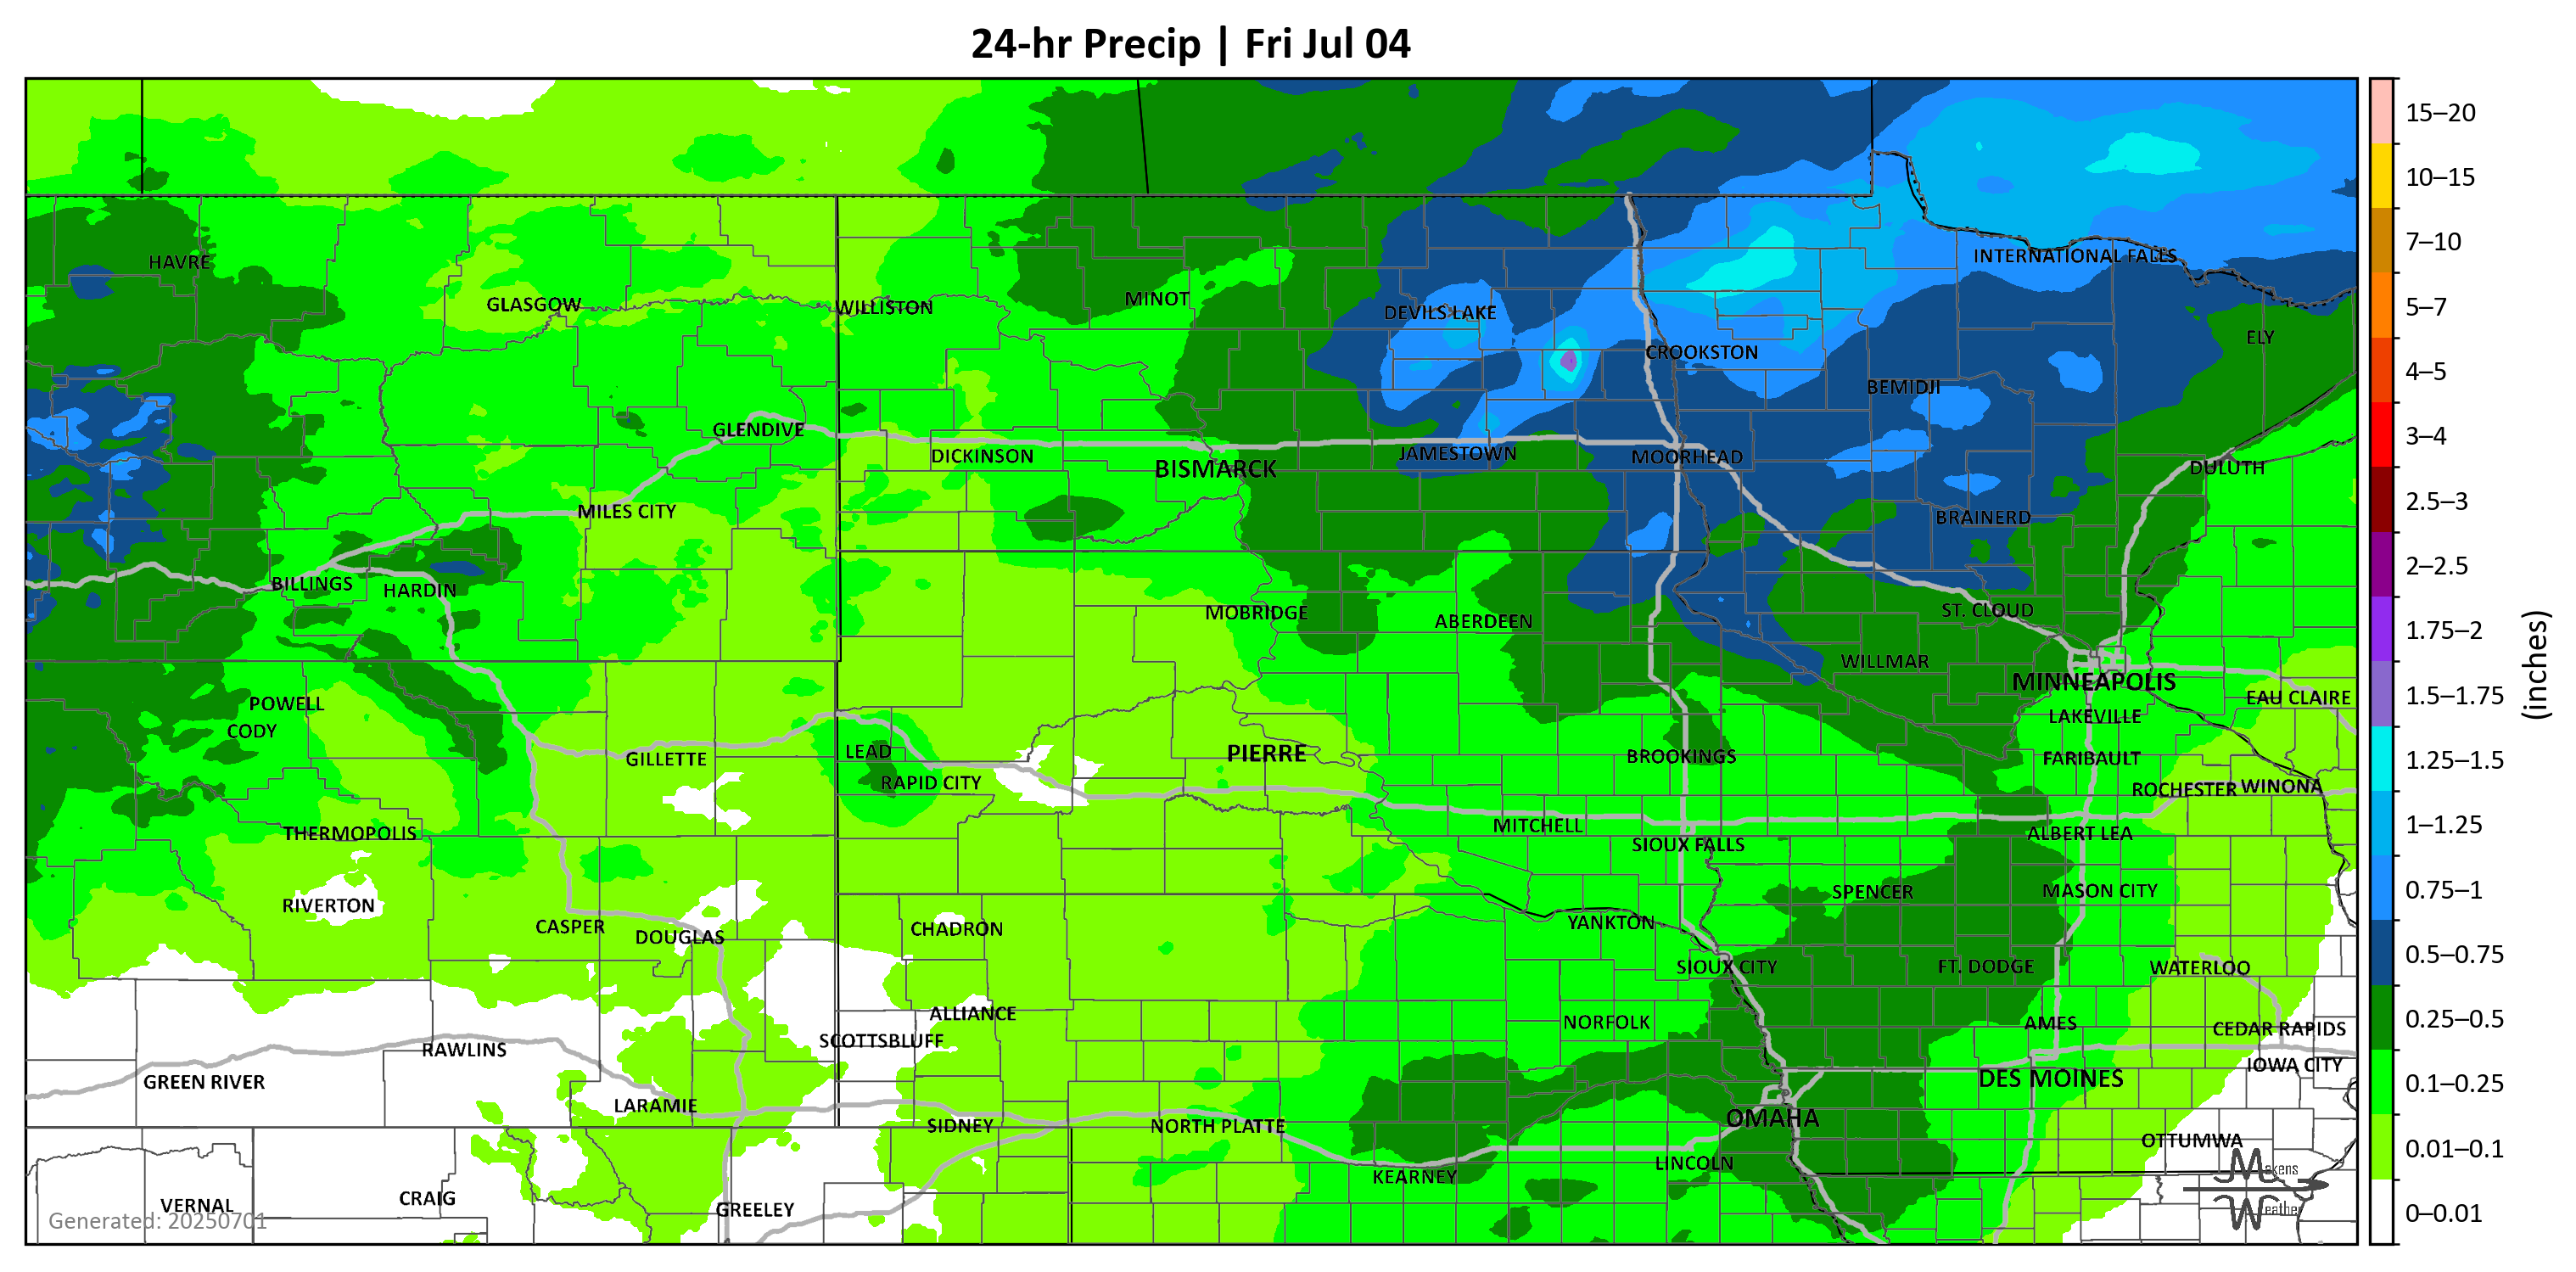 24-hr Precip | Fri Jul 04
15–20
10–15
7–10
5–7
4–5
3–4
2.5–3
2–2.5
1.75–2
1.5–1.75
1.25–1.5
1–1.25
0.75–1
0.5–0.75
0.25–0.5
0.1–0.25
0.01–0.1
0–0.01
(inches)
HAVRE
INTERNATIONAL FALLS
GLASGOW
WILLISTON
MINOT
DEVILS LAKE
ELY
CROOKSTON
BEMIDJI
GLENDIVE
DICKINSON
BISMARCK
JAMESTOWN
MOORHEAD
DULUTH
MILES CITY
BRAINERD
BILLINGS
HARDIN
MOBRIDGE
ABERDEEN
ST. CLOUD
WILLMAR
MINNEAPOLIS
POWELL
EAU CLAIRE
CODY
LAKEVILLE
GILLETTE
LEAD
PIERRE
BROOKINGS
FARIBAULT
RAPID CITY
ROCHESTER
WINONA
THERMOPOLIS
MITCHELL
SIOUX FALLS
ALBERT LEA
RIVERTON
SPENCER
MASON CITY
CASPER
DOUGLAS
CHADRON
YANKTON
SIOUX CITY
FT. DODGE
WATERLOO
ALLIANCE
NORFOLK
AMES
CEDAR RAPIDS
SCOTTSBLUFF
RAWLINS
IOWA CITY
GREEN RIVER
DES MOINES
LARAMIE
SIDNEY
NORTH PLATTE
OMAHA
OTTUMWA
LINCOLN
KEARNEY
VERNAL
CRAIG
GREELEY
Generated: 20250701
Makens
Weather